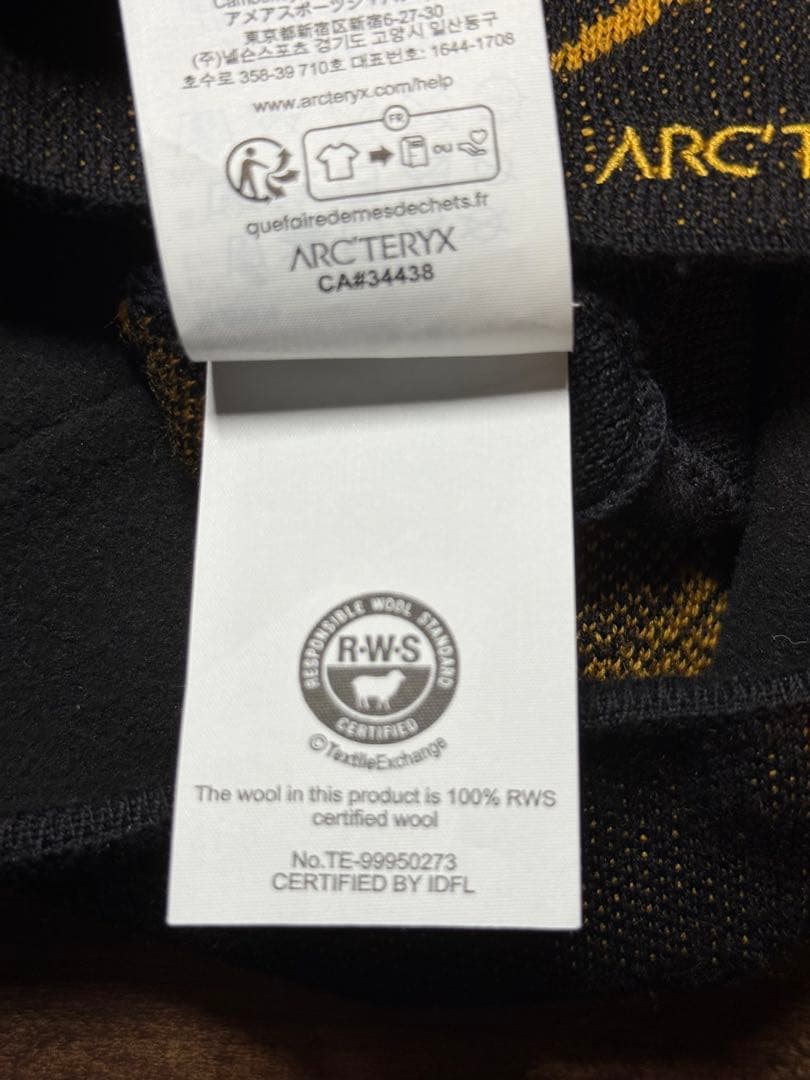 アメアスポーツジャパン
東京都新宿区新宿6-27-30
(주)넬슨스포츠 경기도 고양시 일산동구
호수로 358-39 710호 대표번호: 1644-1708
www.arcteryx.com/help
FR
OU
quefairedemesdechets.fr
ARC'TERYX
CA#34438
ARC'T
RESPONSIBLE WOOL STANDARD
R·W·S
CERTIFIED
©TextileExchange
The wool in this product is 100% RWS
certified wool
No.TE-99950273
CERTIFIED BY IDFL